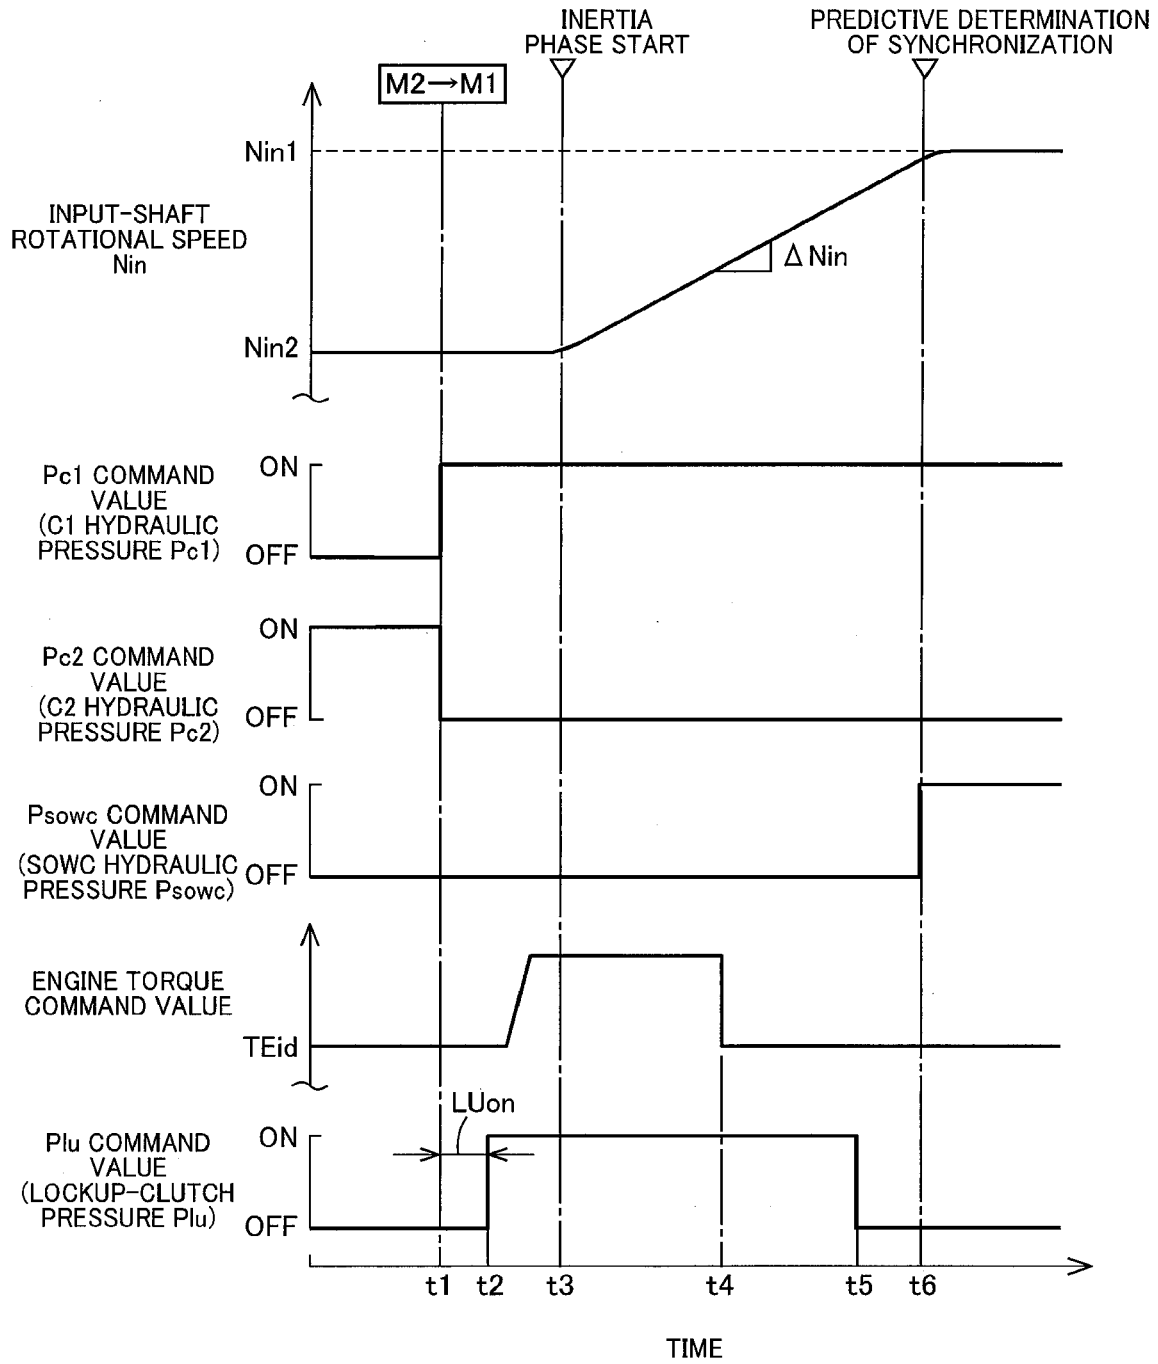 INERTIA
PHASE START
PREDICTIVE DETERMINATION
OF SYNCHRONIZATION
M2→M1
Nin1
INPUT-SHAFT
ROTATIONAL SPEED
Nin
Δ Nin
Nin2
Pc1 COMMAND
VALUE
(C1 HYDRAULIC
PRESSURE Pc1)
ON
OFF
Pc2 COMMAND
VALUE
(C2 HYDRAULIC
PRESSURE Pc2)
ON
OFF
Psowc COMMAND
VALUE
(SOWC HYDRAULIC
PRESSURE Psowc)
ON
OFF
ENGINE TORQUE
COMMAND VALUE
TEid
LUon
Plu COMMAND
VALUE
(LOCKUP-CLUTCH
PRESSURE Plu)
ON
OFF
t1 t2 t3 t4 t5 t6
TIME